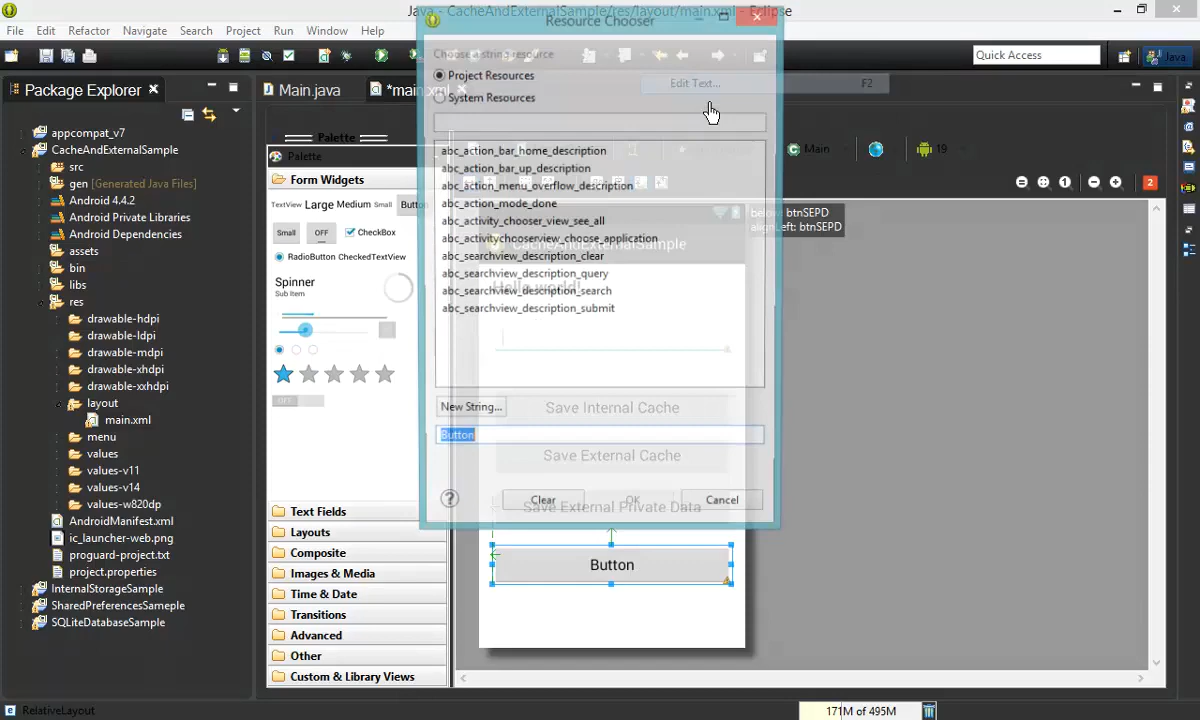 Java - CacheAndExternalSample/res/layout/main.xml - Eclipse
Resource Chooser
File Edit Refactor Navigate Search Project Run Window Help
Quick Access
Java
Choose a string resource
Project Resources
System Resources
Edit Text... F2
Package Explorer
Main.java
*main.xml
Palette
Palette
Main
19
Form Widgets
TextView Large Medium Small Button
Small OFF CheckBox
RadioButton CheckedTextView
Spinner
Sub Item
OFF
Text Fields
Layouts
Composite
Images & Media
Time & Date
Transitions
Advanced
Other
Custom & Library Views
appcompat_v7
CacheAndExternalSample
src
gen [Generated Java Files]
Android 4.4.2
Android Private Libraries
Android Dependencies
assets
bin
libs
res
drawable-hdpi
drawable-ldpi
drawable-mdpi
drawable-xhdpi
drawable-xxhdpi
layout
main.xml
menu
values
values-v11
values-v14
values-w820dp
AndroidManifest.xml
ic_launcher-web.png
proguard-project.txt
project.properties
InternalStorageSample
SharedPreferencesSameple
SQLiteDatabaseSample
abc_action_bar_home_description
abc_action_bar_up_description
abc_action_menu_overflow_description
abc_action_mode_done
abc_activity_chooser_view_see_all
abc_activitychooserview_choose_application
abc_searchview_description_clear
abc_searchview_description_query
abc_searchview_description_search
abc_searchview_description_submit
New String...
Button
Clear
OK
Cancel
2
below: btnSEPD
alignLeft: btnSEPD
CacheAndExternalSample
Hello world!
Save Internal Cache
Save External Cache
Save External Private Data
Button
RelativeLayout
171M of 495M